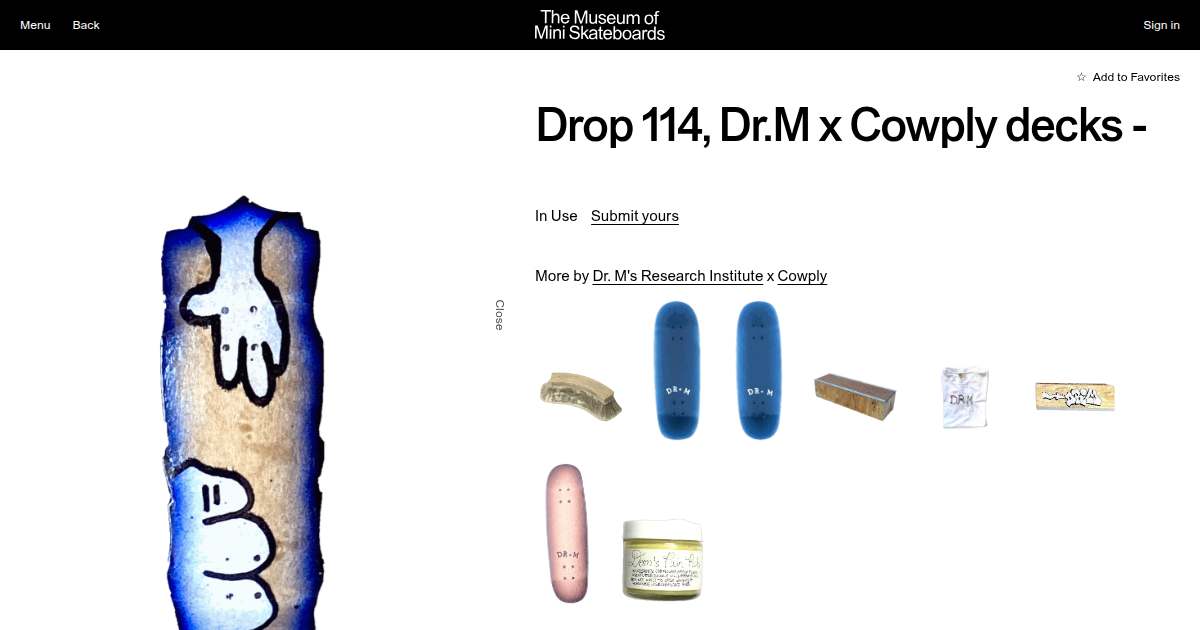 Menu Back
The Museum of
Mini Skateboards
Sign in
☆ Add to Favorites
Drop 114, Dr.M x Cowply decks -
In Use Submit yours
More by Dr. M's Research Institute x Cowply
Close
DR•M
DR•M
DR.M
DR•M